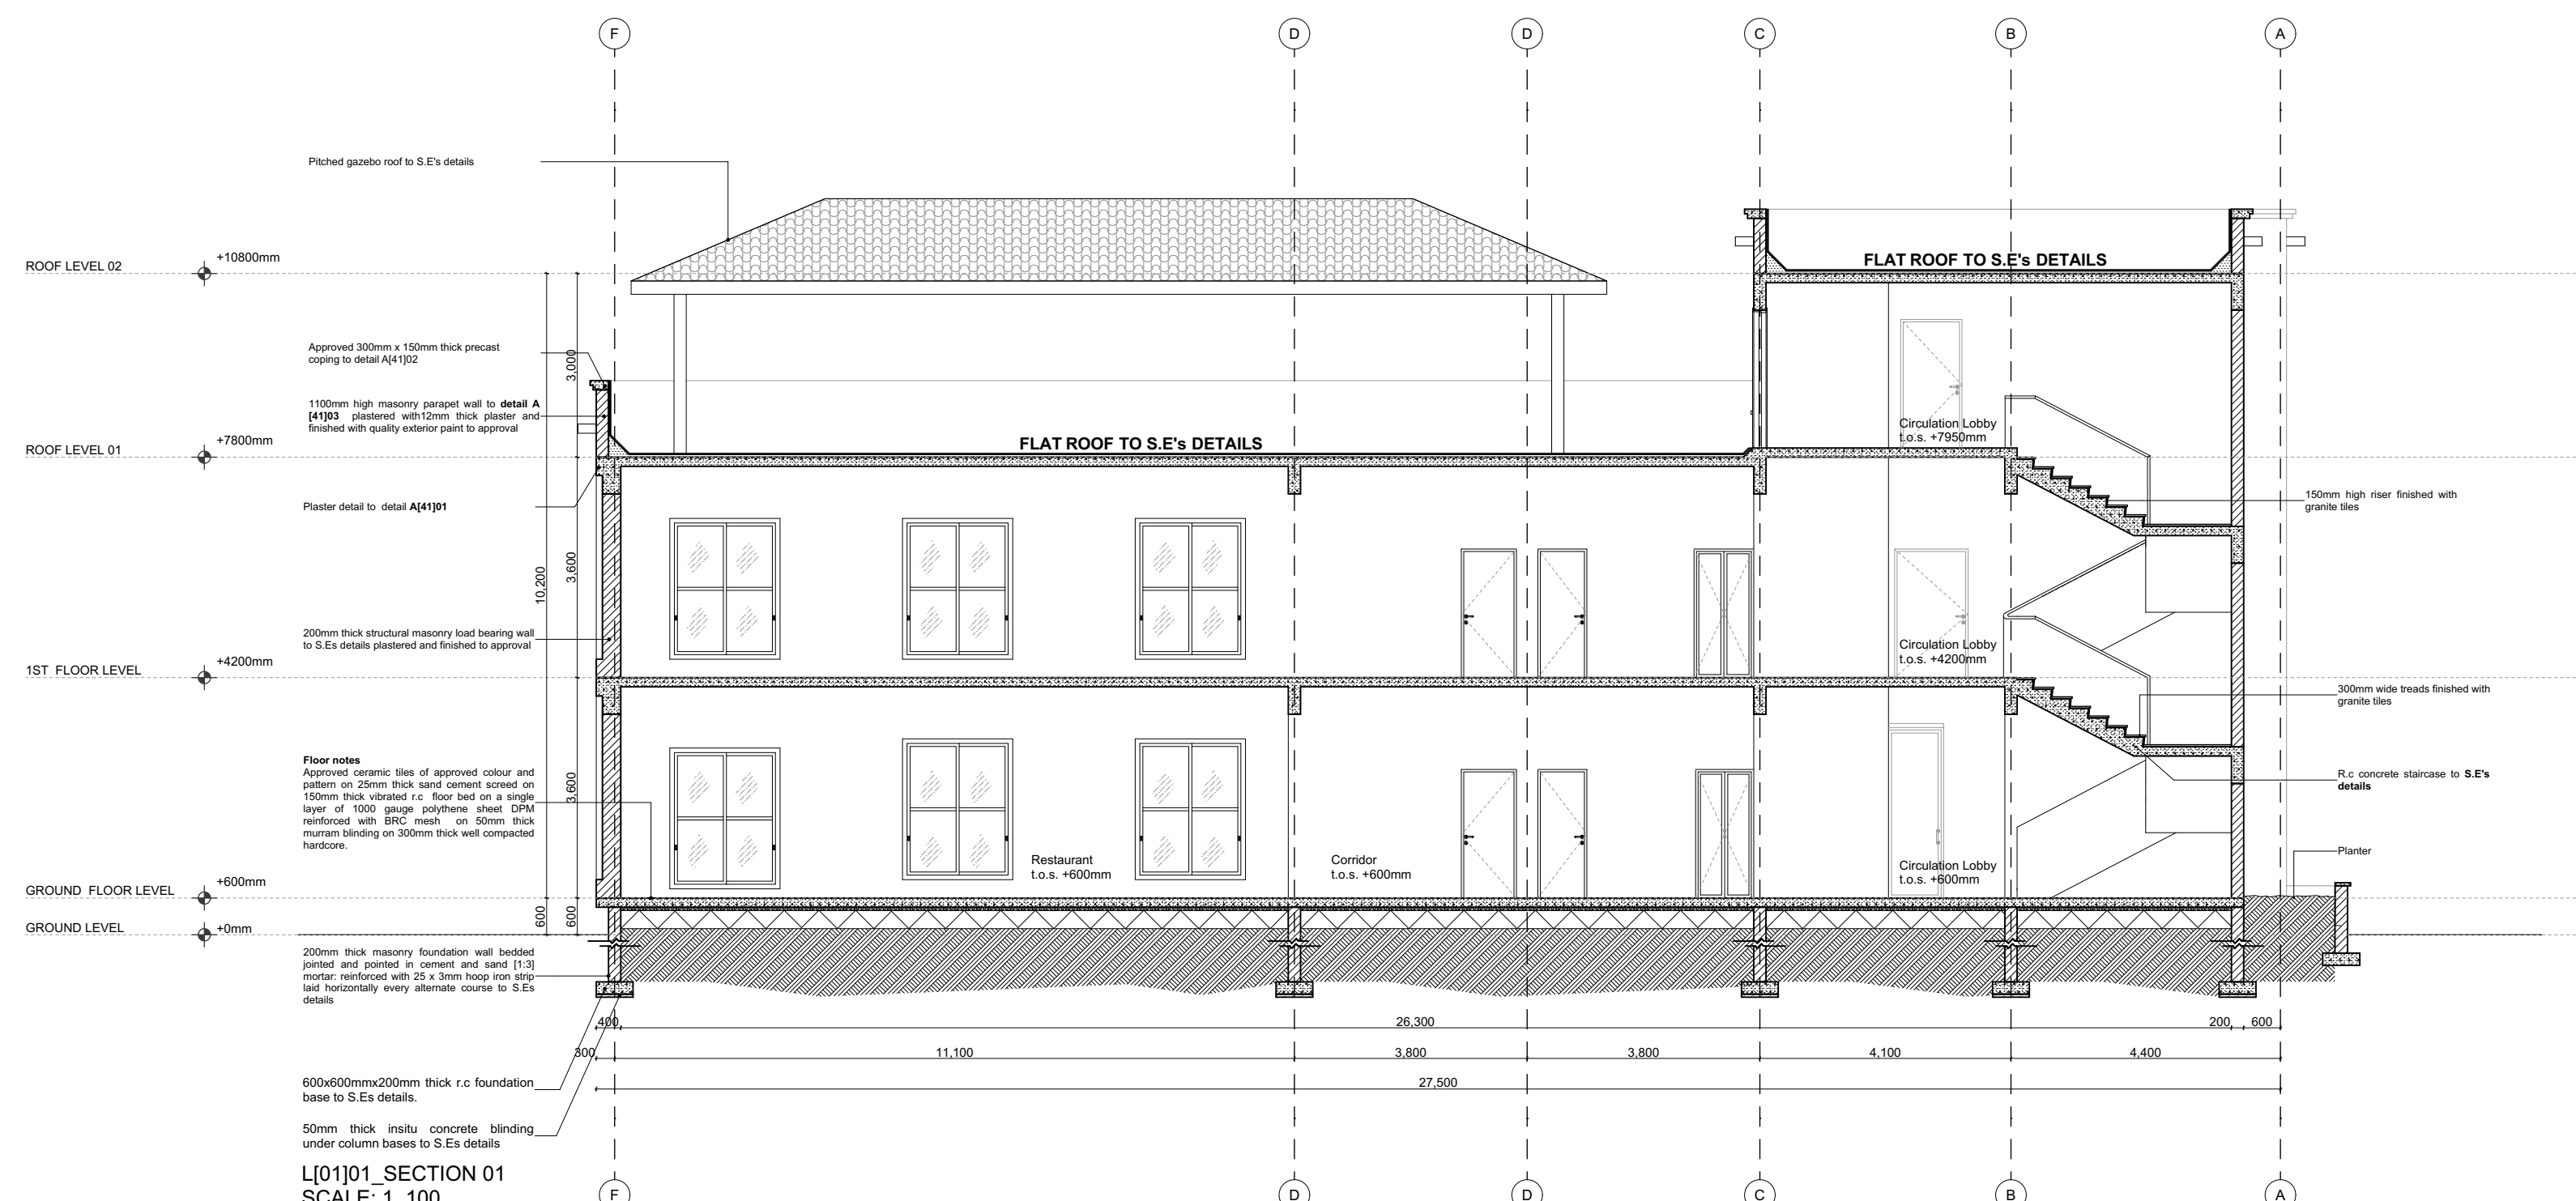 F D D C B A
Pitched gazebo roof to S.E's details
ROOF LEVEL 02
+10800mm
FLAT ROOF TO S.E's DETAILS
Approved 300mm x 150mm thick precast
coping to detail A[41]02
3,000
1100mm high masonry parapet wall to detail A
[41]03 plastered with12mm thick plaster and
finished with quality exterior paint to approval
Circulation Lobby
t.o.s. +7950mm
ROOF LEVEL 01
+7800mm
FLAT ROOF TO S.E's DETAILS
Plaster detail to detail A[41]01
150mm high riser finished with
granite tiles
10,200
3,600
200mm thick structural masonry load bearing wall
to S.Es details plastered and finished to approval
Circulation Lobby
t.o.s. +4200mm
1ST FLOOR LEVEL
+4200mm
300mm wide treads finished with
granite tiles
Floor notes
Approved ceramic tiles of approved colour and
pattern on 25mm thick sand cement screed on
150mm thick vibrated r.c floor bed on a single
layer of 1000 gauge polythene sheet DPM
reinforced with BRC mesh on 50mm thick
murram blinding on 300mm thick well compacted
hardcore.
3,600
R.c concrete staircase to S.E's
details
Planter
Restaurant
t.o.s. +600mm
Corridor
t.o.s. +600mm
Circulation Lobby
t.o.s. +600mm
GROUND FLOOR LEVEL
+600mm
600 600
GROUND LEVEL
+0mm
200mm thick masonry foundation wall bedded
jointed and pointed in cement and sand [1:3]
mortar: reinforced with 25 x 3mm hoop iron strip
laid horizontally every alternate course to S.Es
details
400 26,300 200 600
300 11,100 3,800 3,800 4,100 4,400
27,500
600x600mmx200mm thick r.c foundation
base to S.Es details.
50mm thick insitu concrete blinding
under column bases to S.Es details
L[01]01_SECTION 01
SCALE: 1_100
F D D C B A